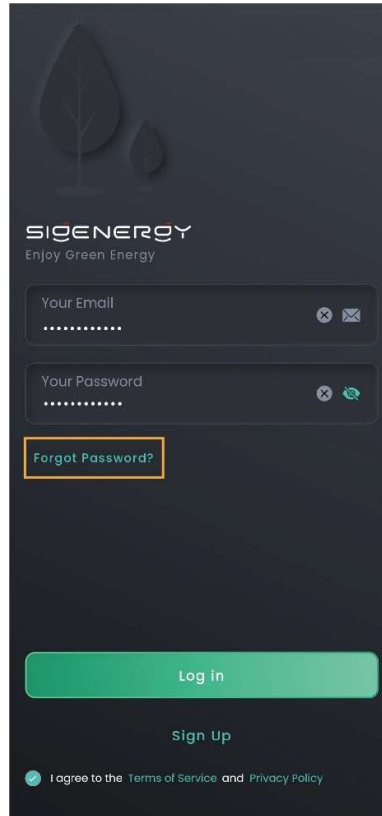 SIGENERGY
Enjoy Green Energy
Your Email
••••••••••••
Your Password
••••••••••••
Forgot Password?
Log in
Sign Up
I agree to the Terms of Service and Privacy Policy